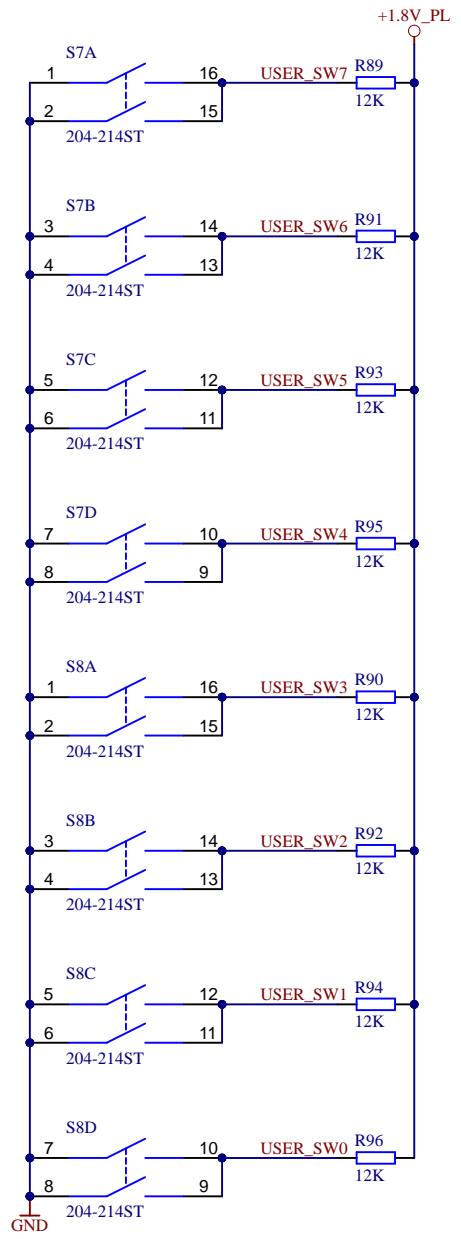 +1.8V_PL
S7A
1 16 USER_SW7 R89
2 15 12K
204-214ST
S7B
3 14 USER_SW6 R91
4 13 12K
204-214ST
S7C
5 12 USER_SW5 R93
6 11 12K
204-214ST
S7D
7 10 USER_SW4 R95
8 9 12K
204-214ST
S8A
1 16 USER_SW3 R90
2 15 12K
204-214ST
S8B
3 14 USER_SW2 R92
4 13 12K
204-214ST
S8C
5 12 USER_SW1 R94
6 11 12K
204-214ST
S8D
7 10 USER_SW0 R96
8 9 12K
204-214ST
GND